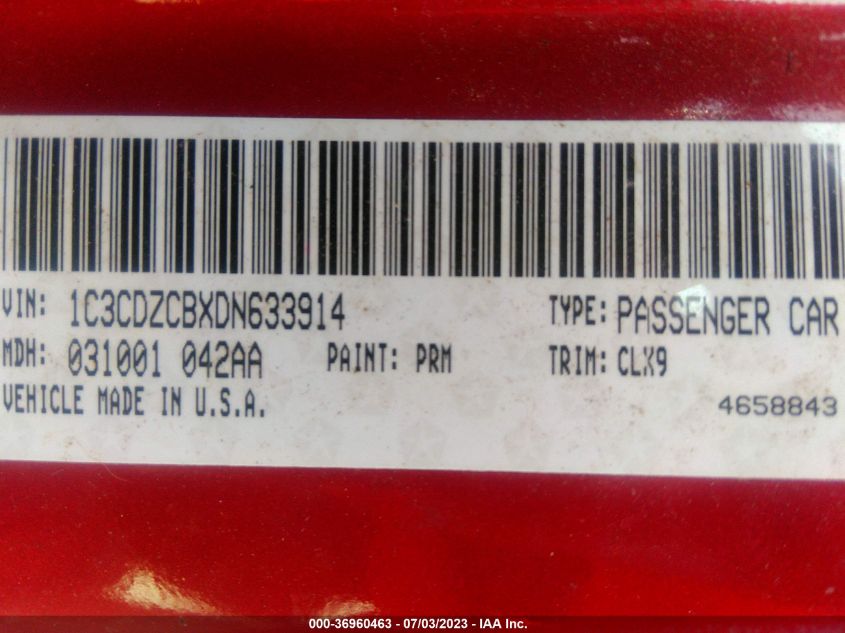 VIN: 1C3CDZCBXDN633914 TYPE: PASSENGER CAR
MDH: 031001 042AA PAINT: PRM TRIM: CLX9
VEHICLE MADE IN U.S.A. 4658843
000-36960463 - 07/03/2023 - IAA Inc.